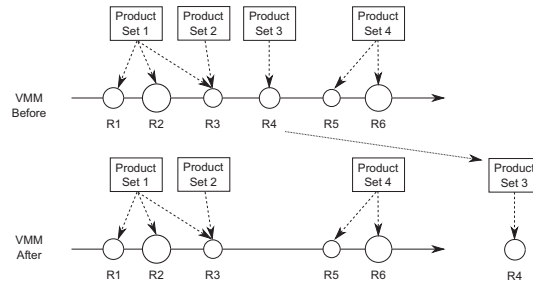 Product Set 1
Product Set 2
Product Set 3
Product Set 4
VMM Before
R1 R2 R3 R4 R5 R6
Product Set 1
Product Set 2
Product Set 4
Product Set 3
VMM After
R1 R2 R3 R5 R6 R4